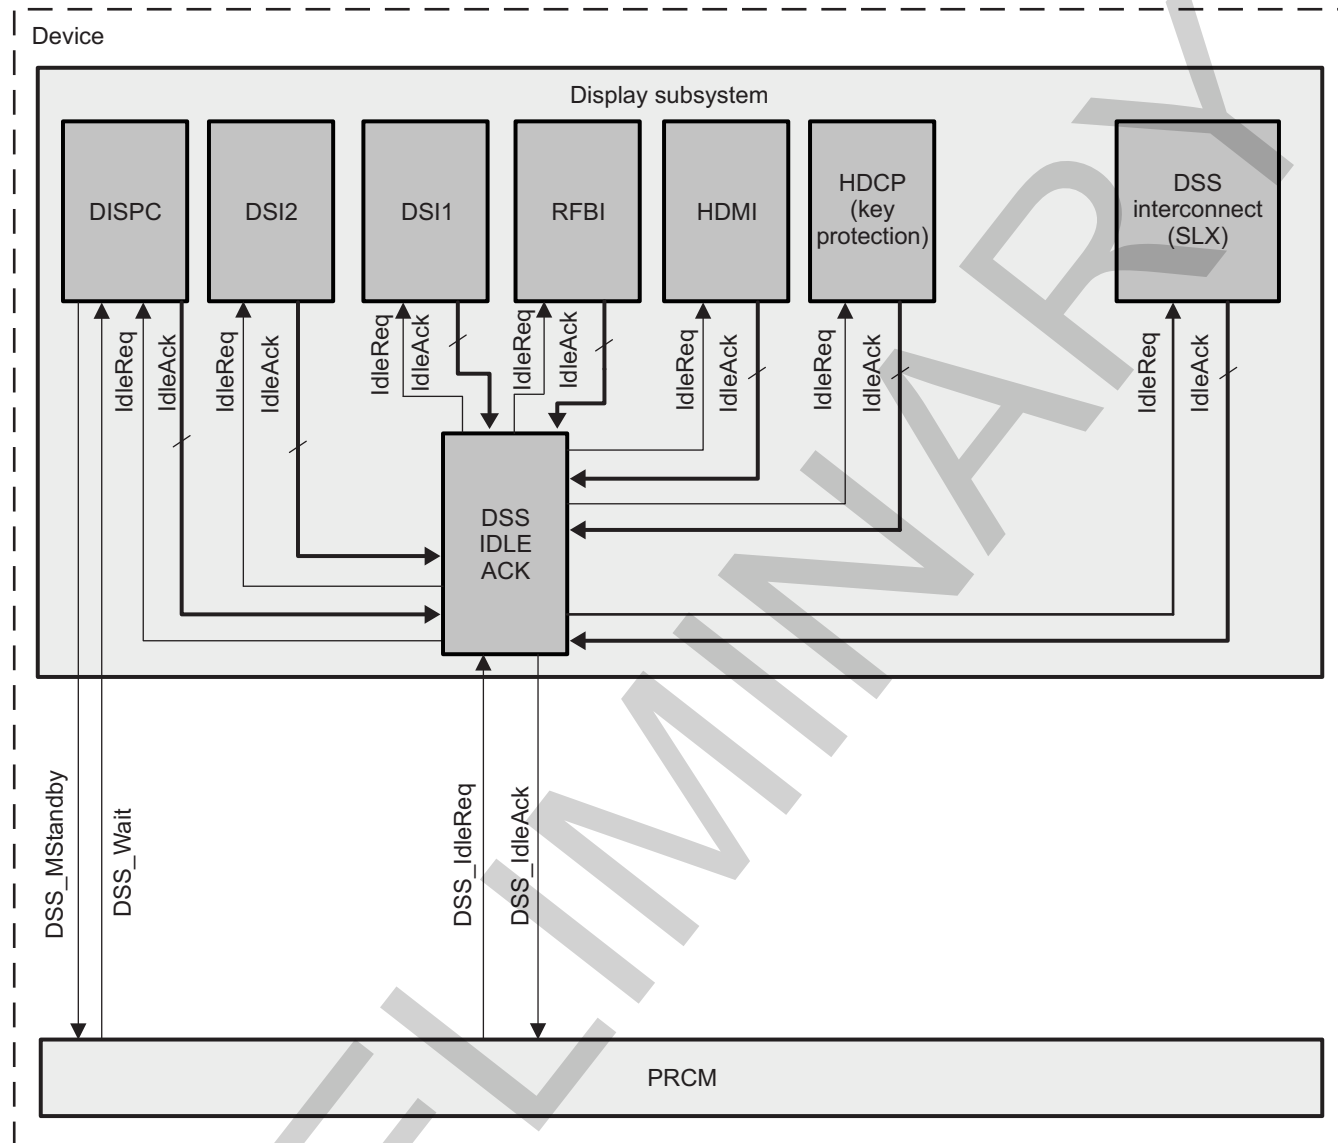 Device
Display subsystem
DISPC
DSI2
DSI1
RFBI
HDMI
HDCP
(key
protection)
DSS
interconnect
(SLX)
IdleReq
IdleAck
IdleReq
IdleAck
IdleReq
IdleAck
IdleReq
IdleAck
IdleReq
IdleAck
IdleReq
IdleAck
IdleReq
IdleAck
DSS
IDLE
ACK
DSS_MStandby
DSS_Wait
DSS_IdleReq
DSS_IdleAck
PRCM
ELIMINARY